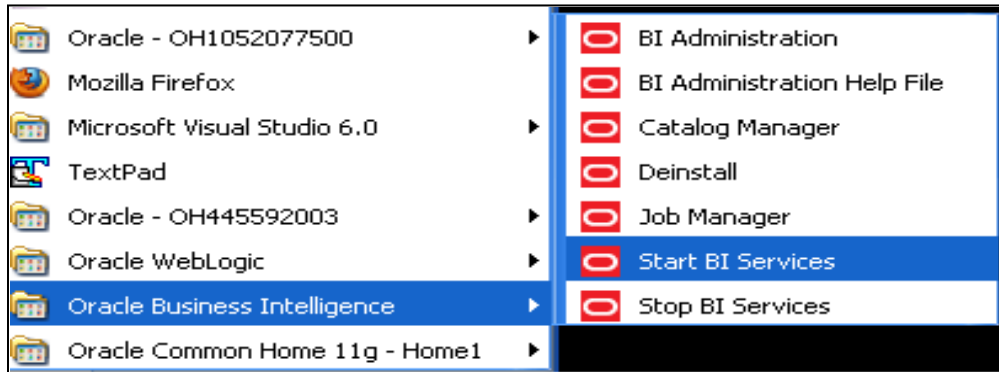 Oracle - OH1052077500
Mozilla Firefox
Microsoft Visual Studio 6.0
TextPad
Oracle - OH445592003
Oracle WebLogic
Oracle Business Intelligence
Oracle Common Home 11g - Home1
BI Administration
BI Administration Help File
Catalog Manager
Deinstall
Job Manager
Start BI Services
Stop BI Services